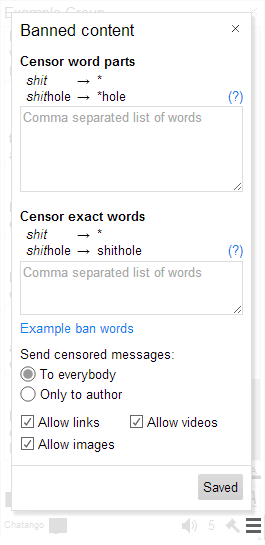 Example Group
Banned content
Censor word parts
shit → *
shithole → *hole (?)
Comma separated list of words
Censor exact words
shit → *
shithole → shithole (?)
Comma separated list of words
Example ban words
Send censored messages:
To everybody
Only to author
Allow links Allow videos
Allow images
Saved
Chatango 5